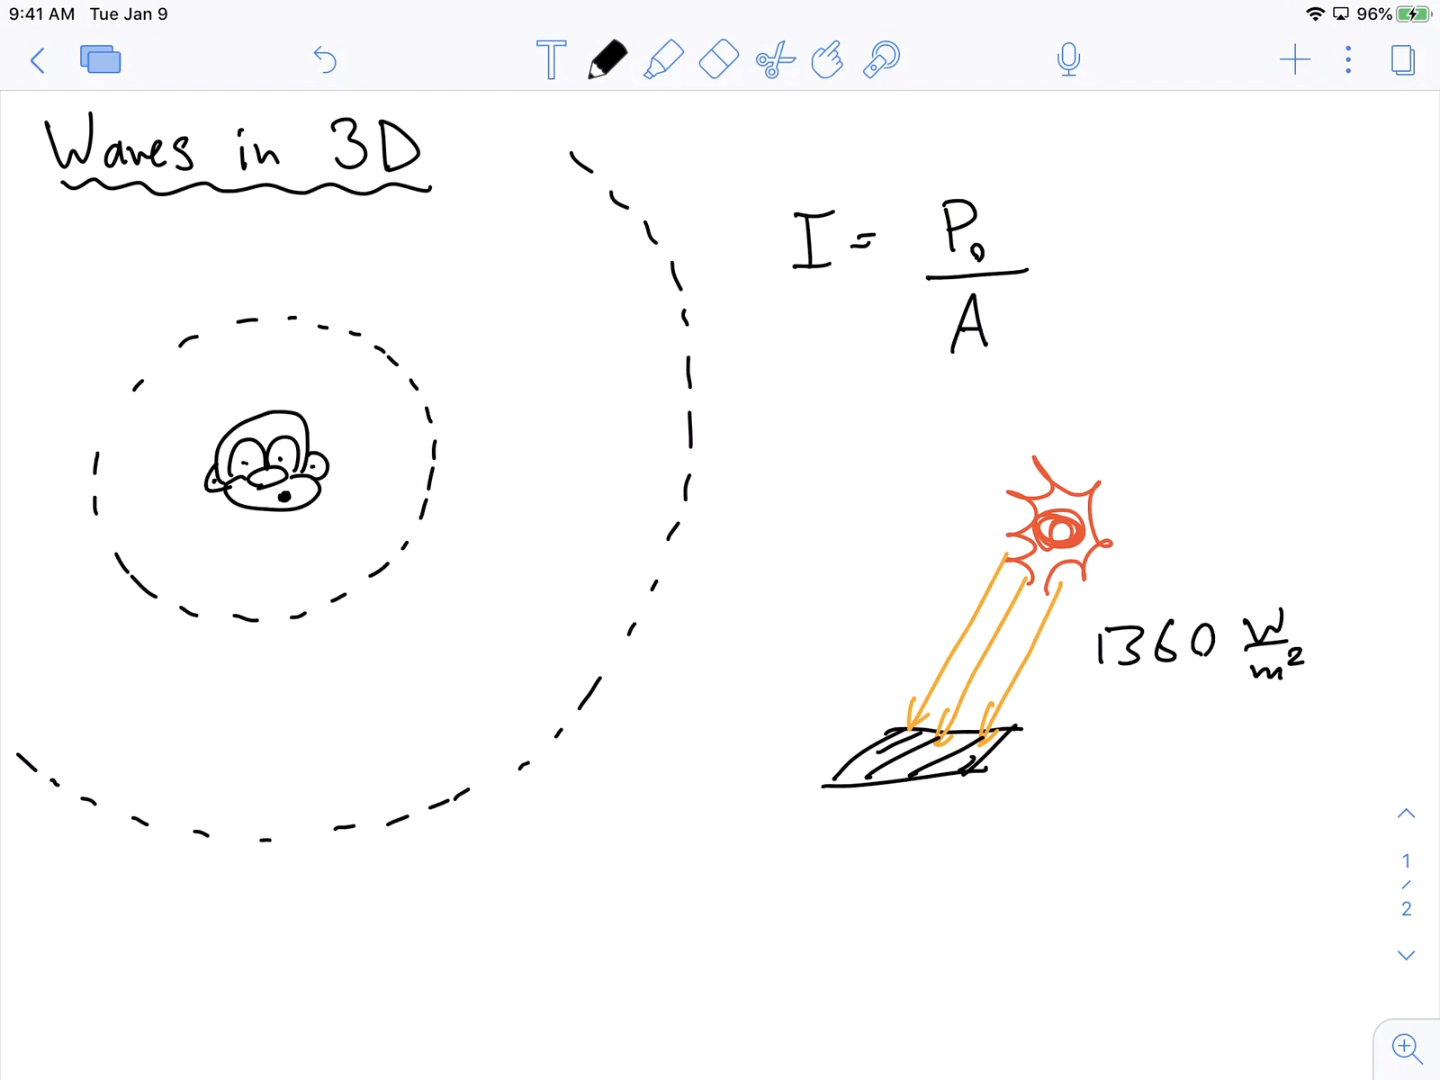 9:41 AM Tue Jan 9
96%
T
Waves in 3D
I = P₀
A
1360 W
m²
1
/
2